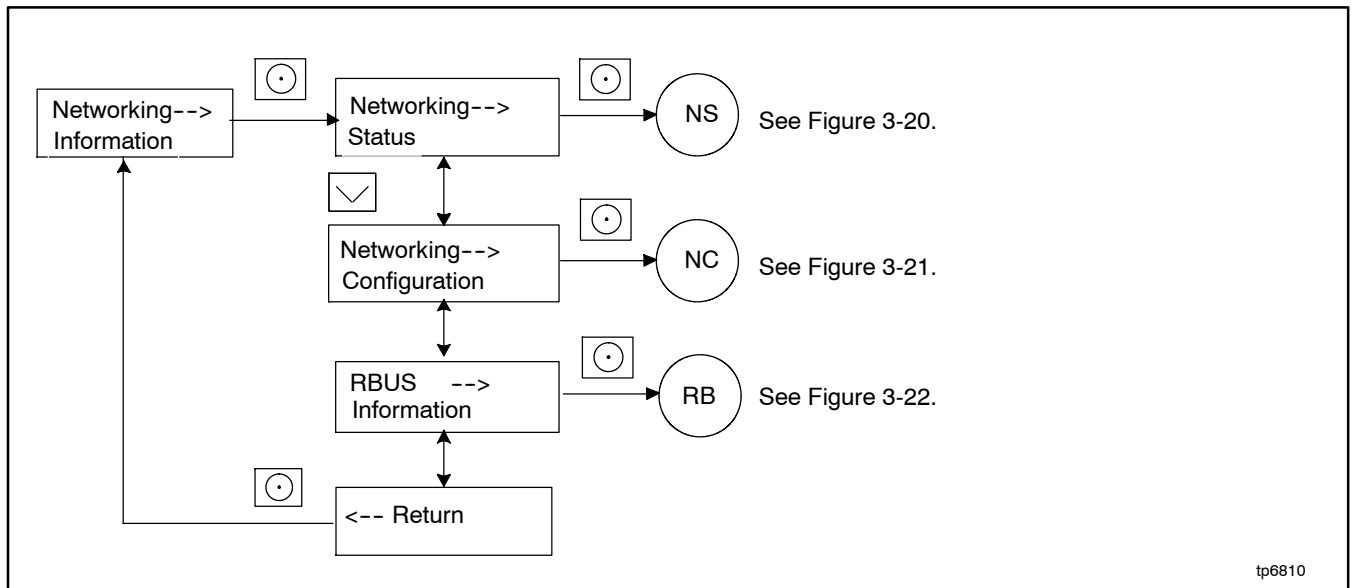 Networking-->
Information
Networking-->
Status
NS
See Figure 3-20.
Networking-->
Configuration
NC
See Figure 3-21.
RBUS -->
Information
RB
See Figure 3-22.
<-- Return
tp6810